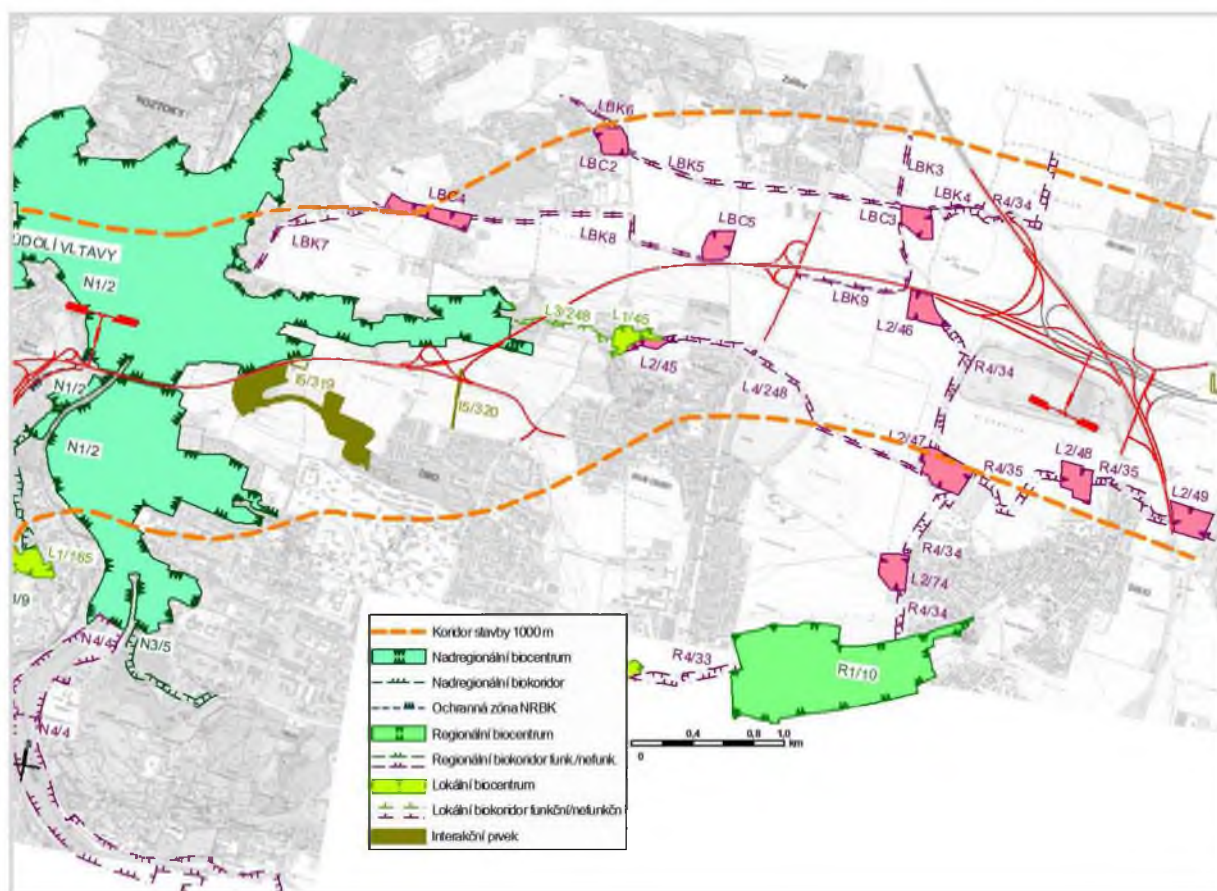 ROZTOKY
Zdiby
LBK6
LBC2
LBK5
LBK3
LBK4
R4/34
LBC4
LBC3
LBK7
LBK8
LBC5
ÚDOLÍ VLTAVY
N1/2
LBK9
L3/248
L1/45
L2/46
L2/45
R4/34
N1/2
I5/319
I5/320
L4/248
N1/2
L2/47
L2/48
R4/35
R4/35
L2/49
L1/165
R4/34
L2/74
R4/34
N4/4
N3/5
R4/33
R1/10
N4/4
Koridor stavby 1000 m
Nadregionální biocentrum
Nadregionální biokoridor
Ochranná zóna NRBK
Regionální biocentrum
Regionální biokoridor funk./nefunk.
Lokální biocentrum
Lokální biokoridor funkční/nefunkčn
Interakční prvek
0,4 0,8 1,0
km
0